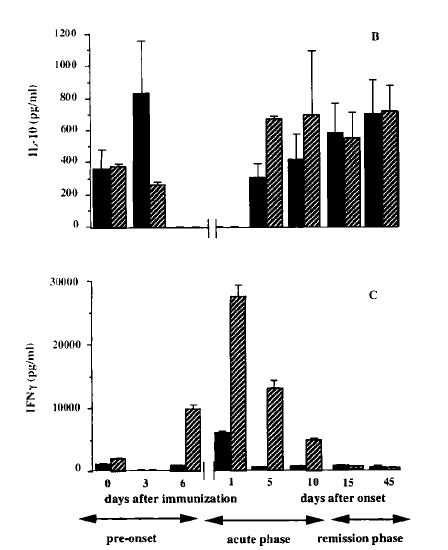 B
1200
1000
800
600
400
200
0
IL-10 (pg/ml)
C
30000
20000
10000
0
IFNγ (pg/ml)
0 3 6 1 5 10 15 45
days after immunization days after onset
pre-onset acute phase remission phase